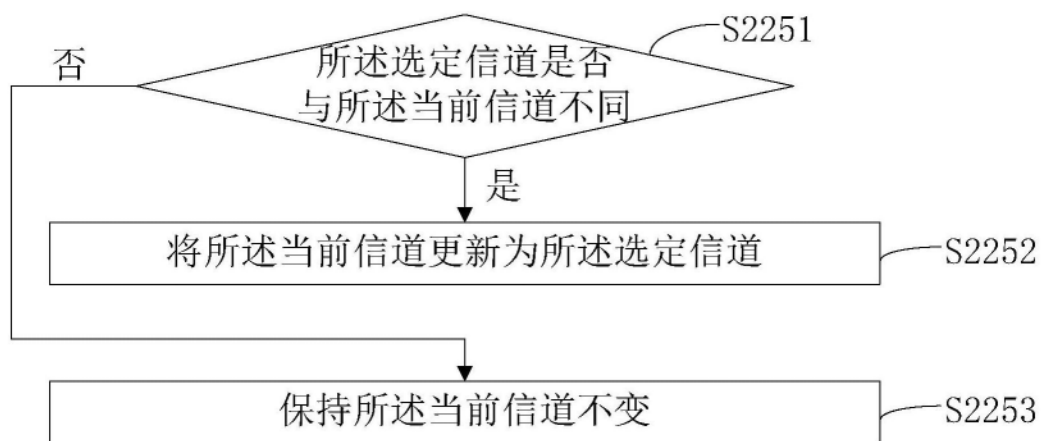 S2251
否
所述选定信道是否
与所述当前信道不同
是
将所述当前信道更新为所述选定信道
S2252
保持所述当前信道不变
S2253